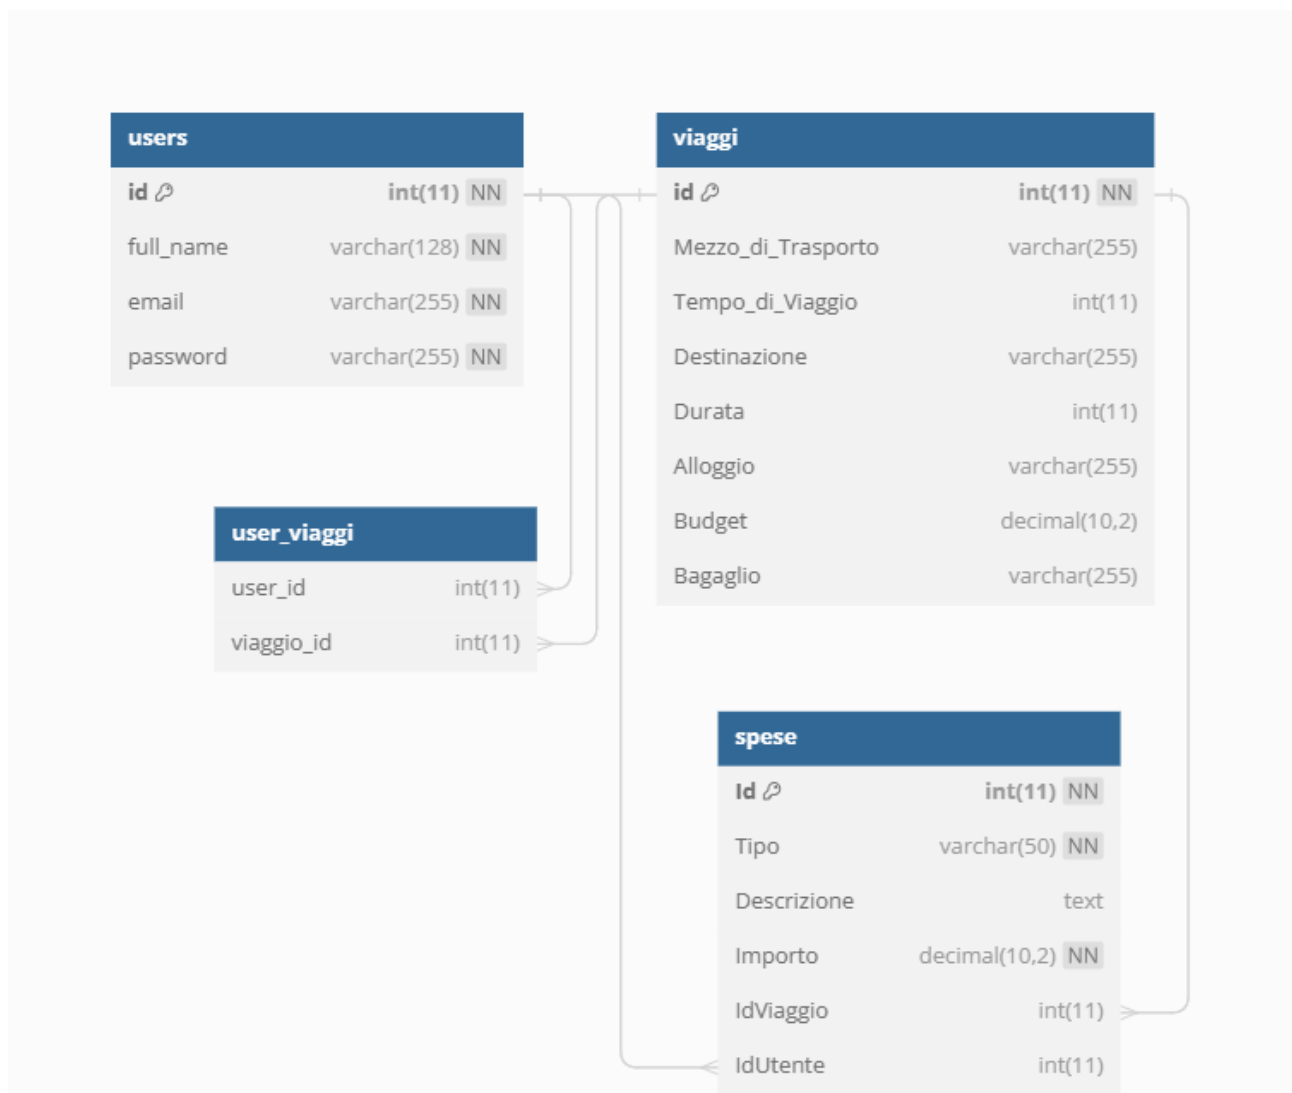 users
id int(11) NN
full_name varchar(128) NN
email varchar(255) NN
password varchar(255) NN
viaggi
id int(11) NN
Mezzo_di_Trasporto varchar(255)
Tempo_di_Viaggio int(11)
Destinazione varchar(255)
Durata int(11)
Alloggio varchar(255)
Budget decimal(10,2)
Bagaglio varchar(255)
user_viaggi
user_id int(11)
viaggio_id int(11)
spese
Id int(11) NN
Tipo varchar(50) NN
Descrizione text
Importo decimal(10,2) NN
IdViaggio int(11)
IdUtente int(11)